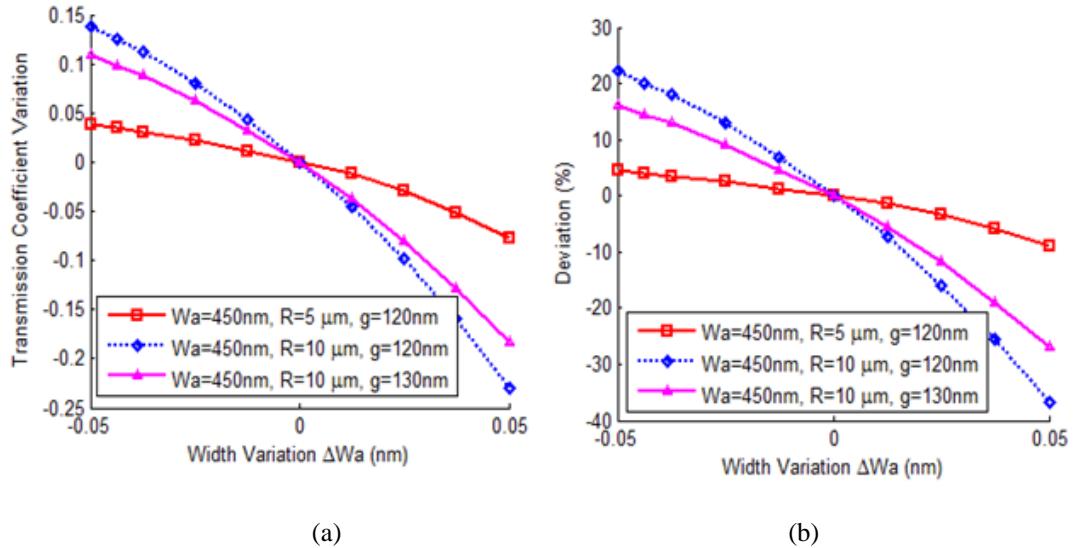 0.15
0.1
0.05
0
-0.05
-0.1
-0.15
-0.2
-0.25
Transmission Coefficient Variation
Wa=450nm, R=5 μm, g=120nm
Wa=450nm, R=10 μm, g=120nm
Wa=450nm, R=10 μm, g=130nm
-0.05
0
0.05
Width Variation ΔWa (nm)
(a)
30
20
10
0
-10
-20
-30
-40
Deviation (%)
Wa=450nm, R=5 μm, g=120nm
Wa=450nm, R=10 μm, g=120nm
Wa=450nm, R=10 μm, g=130nm
-0.05
0
0.05
Width Variation ΔWa (nm)
(b)